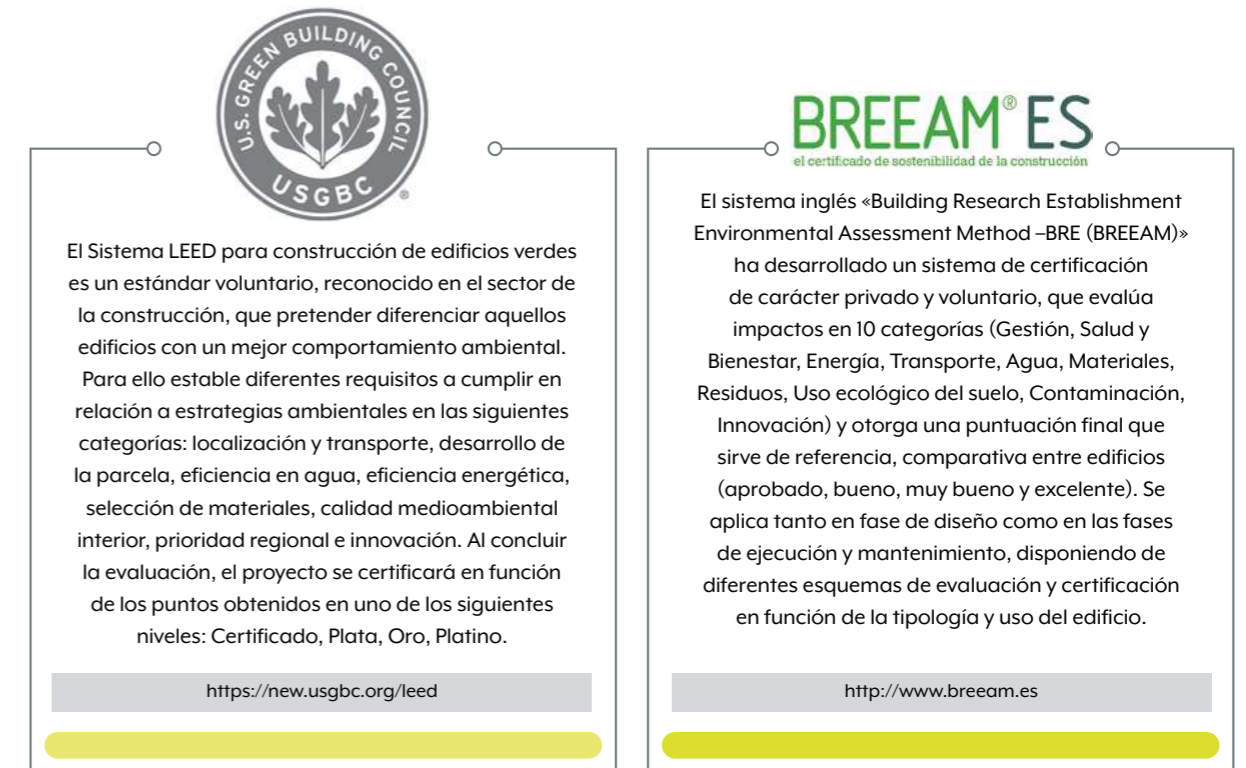 U.S. GREEN BUILDING COUNCIL
USGBC
®
El Sistema LEED para construcción de edificios verdes
es un estándar voluntario, reconocido en el sector de
la construcción, que pretender diferenciar aquellos
edificios con un mejor comportamiento ambiental.
Para ello estable diferentes requisitos a cumplir en
relación a estrategias ambientales en las siguientes
categorías: localización y transporte, desarrollo de
la parcela, eficiencia en agua, eficiencia energética,
selección de materiales, calidad medioambiental
interior, prioridad regional e innovación. Al concluir
la evaluación, el proyecto se certificará en función
de los puntos obtenidos en uno de los siguientes
niveles: Certificado, Plata, Oro, Platino.
https://new.usgbc.org/leed
BREEAM® ES
el certificado de sostenibilidad de la construcción
El sistema inglés «Building Research Establishment
Environmental Assessment Method –BRE (BREEAM)»
ha desarrollado un sistema de certificación
de carácter privado y voluntario, que evalúa
impactos en 10 categorías (Gestión, Salud y
Bienestar, Energía, Transporte, Agua, Materiales,
Residuos, Uso ecológico del suelo, Contaminación,
Innovación) y otorga una puntuación final que
sirve de referencia, comparativa entre edificios
(aprobado, bueno, muy bueno y excelente). Se
aplica tanto en fase de diseño como en las fases
de ejecución y mantenimiento, disponiendo de
diferentes esquemas de evaluación y certificación
en función de la tipología y uso del edificio.
http://www.breeam.es